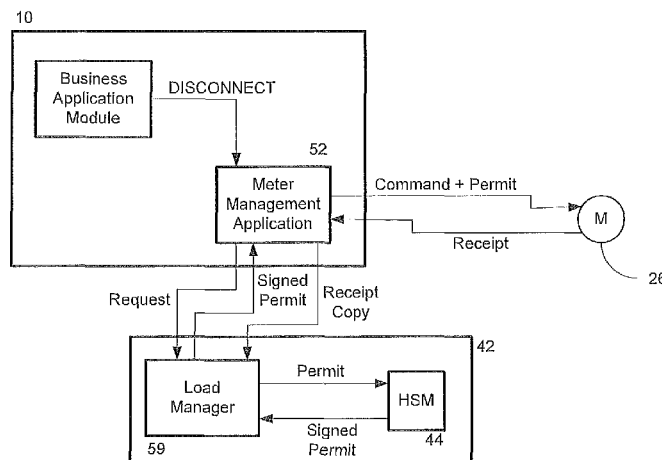 10
Business
Application
Module
DISCONNECT
52
Meter
Management
Application
Command + Permit
M
Receipt
26
Request
Signed
Permit
Receipt
Copy
42
Load
Manager
Permit
HSM
Signed
Permit
44
59